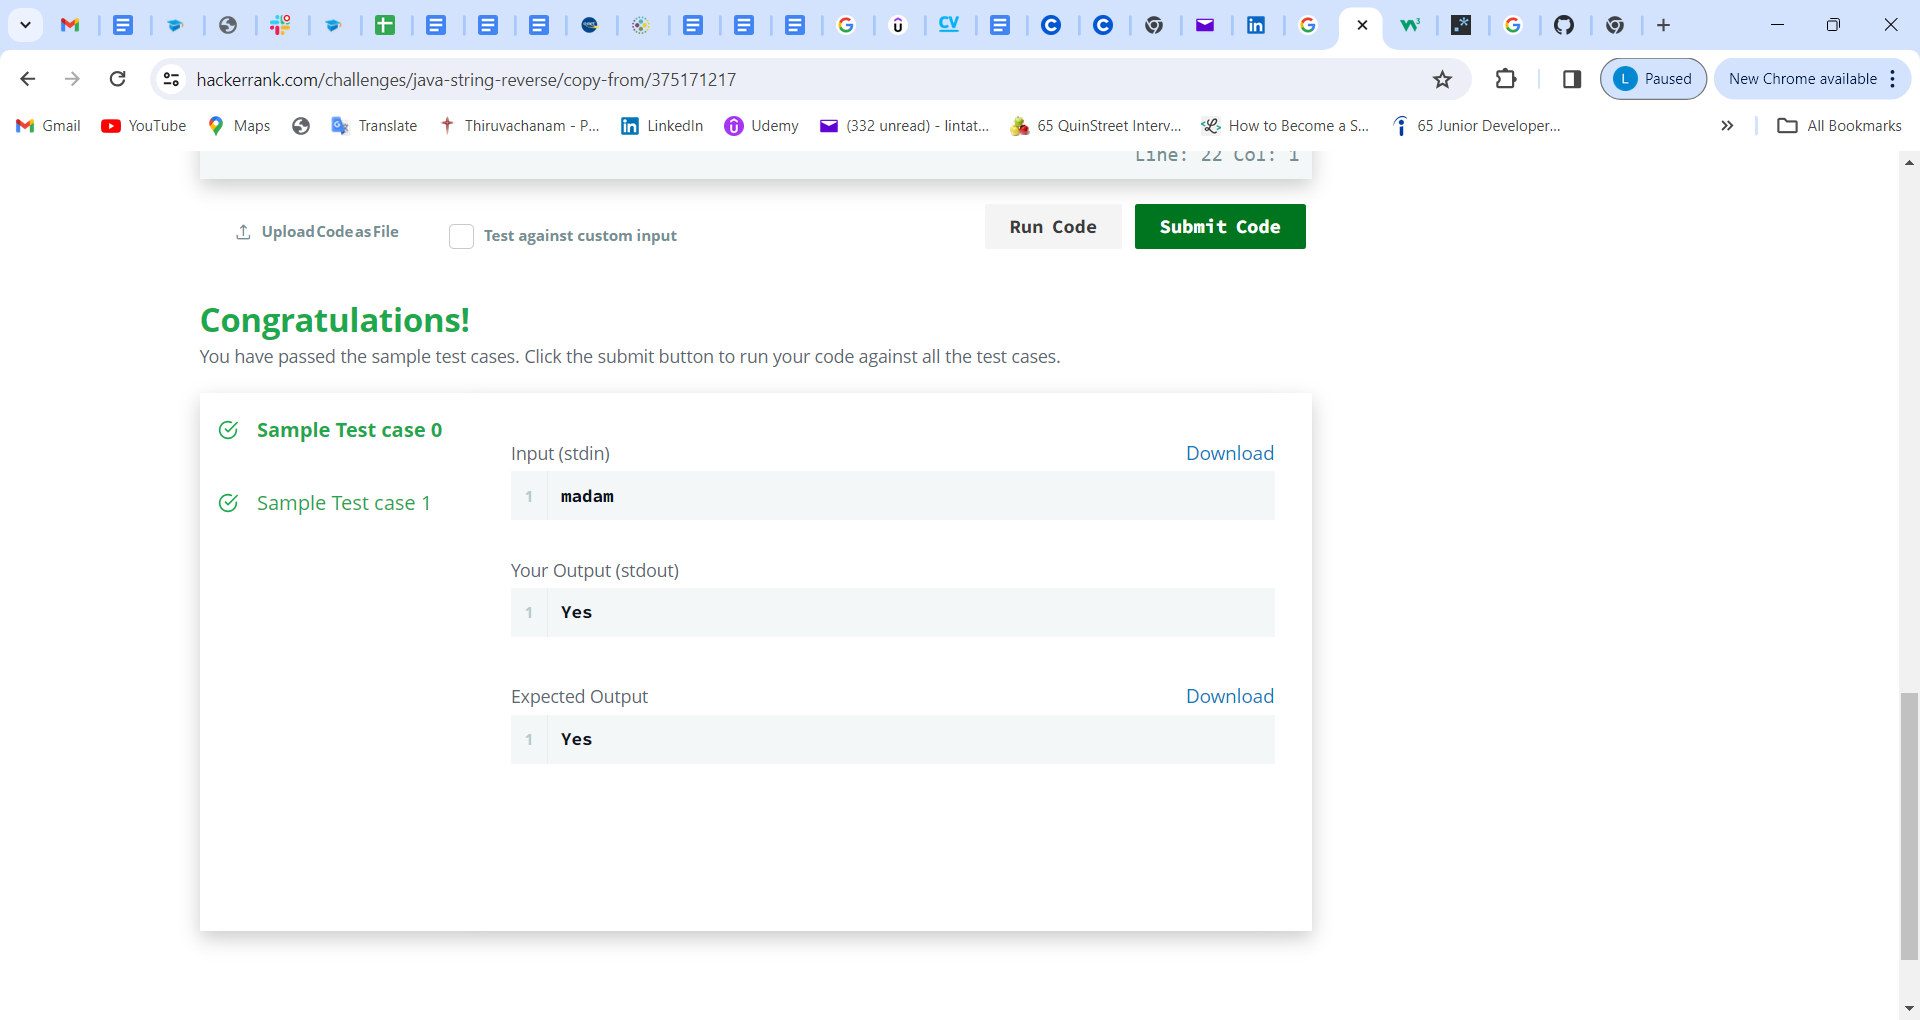 CV
hackerrank.com/challenges/java-string-reverse/copy-from/375171217
L Paused
New Chrome available
Gmail
YouTube
Maps
Translate
Thiruvachanam - P...
LinkedIn
Udemy
(332 unread) - lintat...
65 QuinStreet Interv...
How to Become a S...
65 Junior Developer...
All Bookmarks
Line: 22 Col: 1
Upload Code as File
Test against custom input
Run Code
Submit Code
Congratulations!
You have passed the sample test cases. Click the submit button to run your code against all the test cases.
Sample Test case 0
Sample Test case 1
Input (stdin)
Download
1 madam
Your Output (stdout)
1 Yes
Expected Output
Download
1 Yes